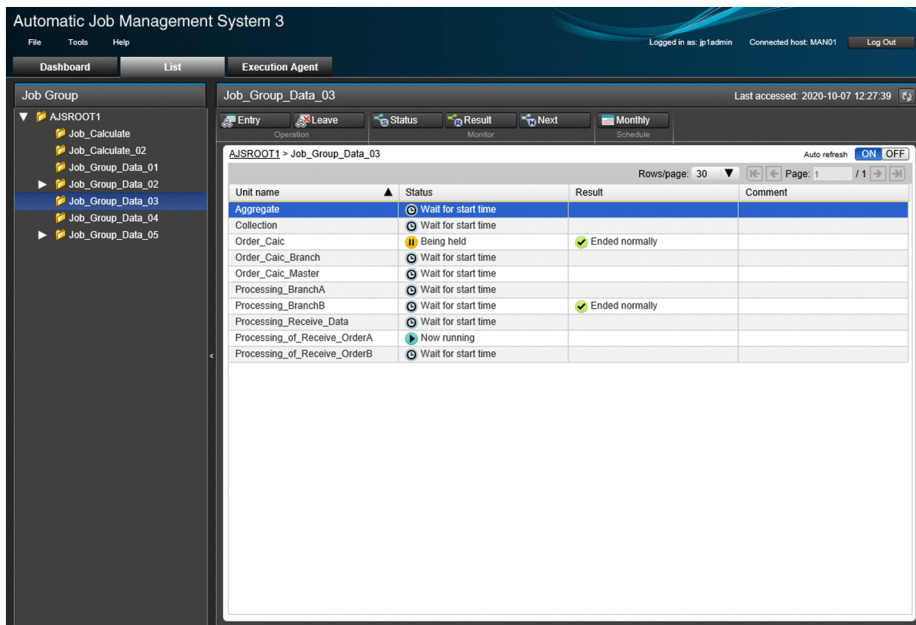 Automatic Job Management System 3
File Tools Help
Logged in as: jp1admin Connected host: MAN01 Log Out
Dashboard List Execution Agent
Job Group
AJSROOT1
Job_Calculate
Job_Calculate_02
Job_Group_Data_01
Job_Group_Data_02
Job_Group_Data_03
Job_Group_Data_04
Job_Group_Data_05
Job_Group_Data_03 Last accessed: 2020-10-07 12:27:39
Entry Leave Status Result Next Monthly
Operation Monitor Schedule
AJSROOT1 > Job_Group_Data_03 Auto refresh ON OFF
Rows/page: 30 Page: 1 / 1
Unit name Status Result Comment
Aggregate Wait for start time
Collection Wait for start time
Order_Caic Being held Ended normally
Order_Caic_Branch Wait for start time
Order_Caic_Master Wait for start time
Processing_BranchA Wait for start time
Processing_BranchB Wait for start time Ended normally
Processing_Receive_Data Wait for start time
Processing_of_Receive_OrderA Now running
Processing_of_Receive_OrderB Wait for start time